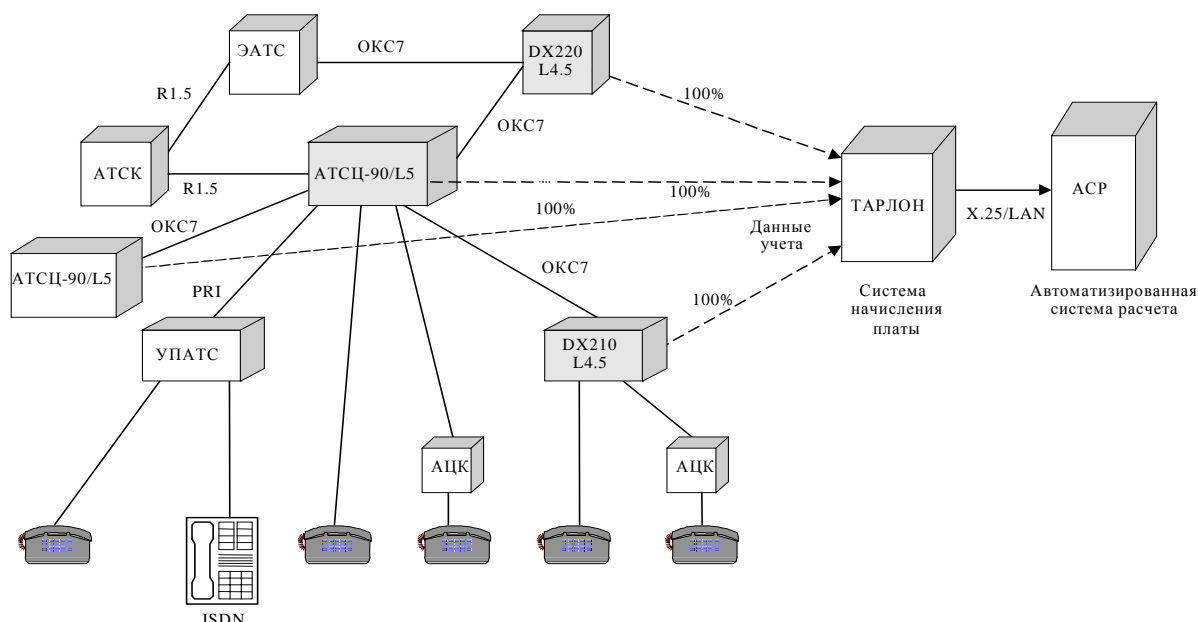 ЭАТС
ОКС7
DX220
L4.5
100%
R1.5
ОКС7
АТСК
R1.5
АТСЦ-90/L5
100%
ТАРЛОН
X.25/LAN
АСР
ОКС7
100%
Данные
учета
АТСЦ-90/L5
ОКС7
PRI
100%
Система
начисления
платы
Автоматизированная
система расчета
УПАТС
DX210
L4.5
АЦК
АЦК
ISDN